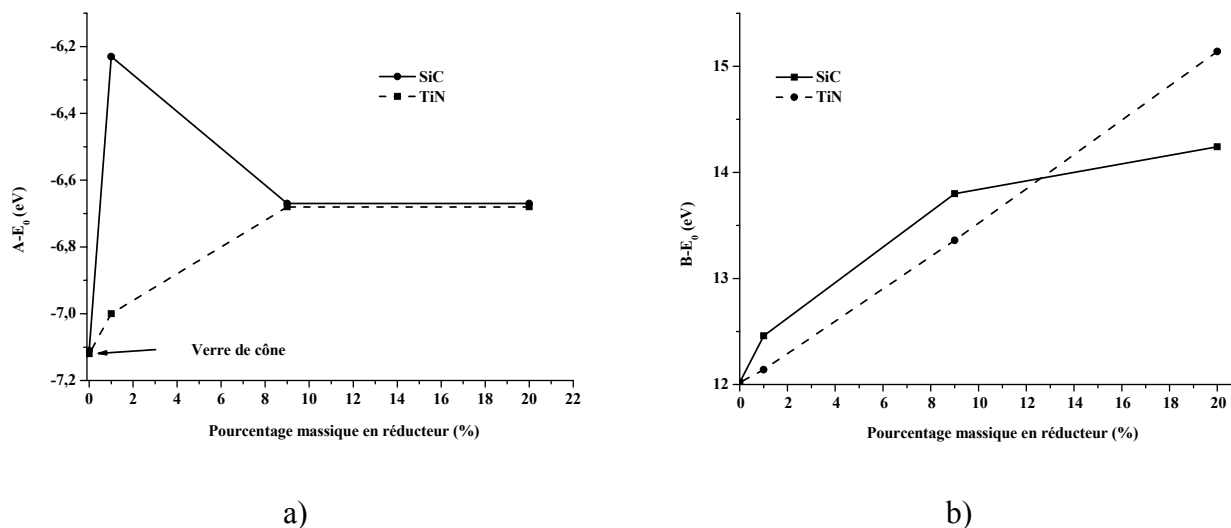 -6,2
-6,4
-6,6
-6,8
-7,0
-7,2
A-E0 (eV)
SiC
TiN
Verre de cône
0 2 4 6 8 10 12 14 16 18 20 22
Pourcentage massique en réducteur (%)
a)
15
14
13
12
B-E0 (eV)
SiC
TiN
0 2 4 6 8 10 12 14 16 18 20
Pourcentage massique en réducteur (%)
b)